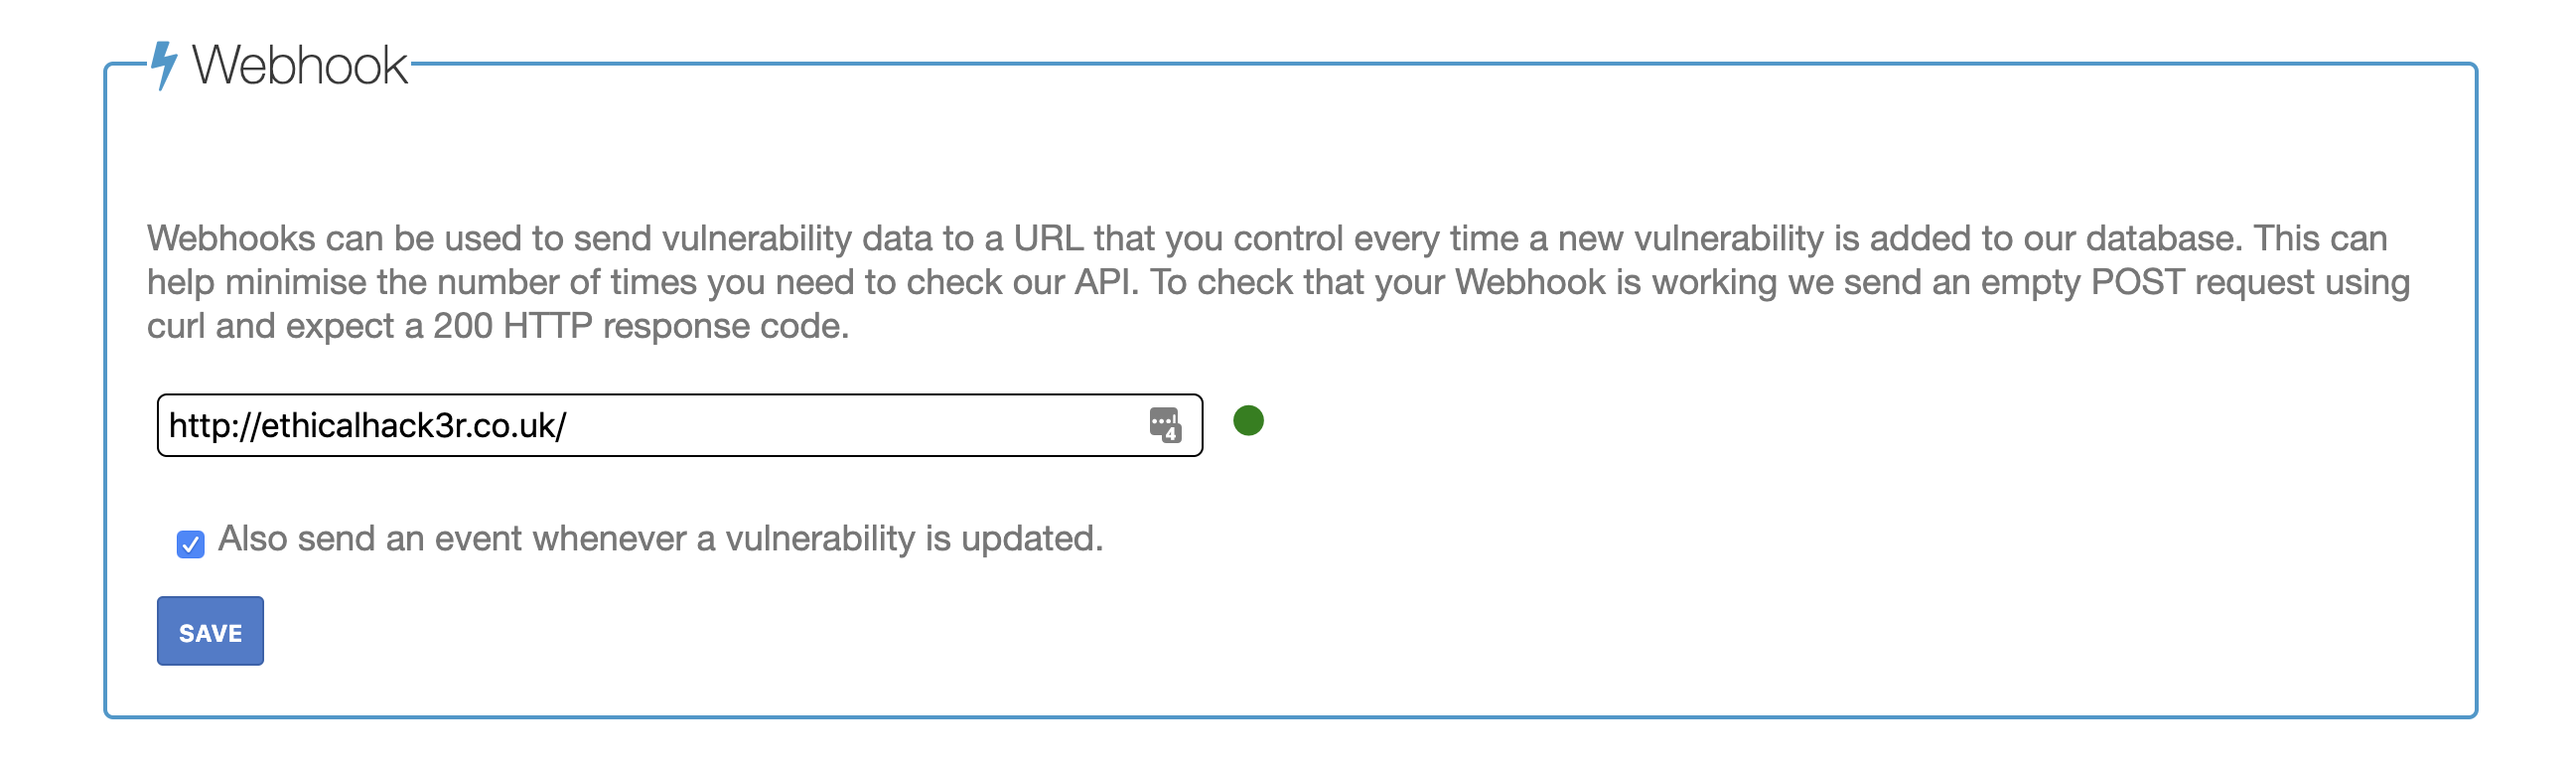 Webhook
Webhooks can be used to send vulnerability data to a URL that you control every time a new vulnerability is added to our database. This can
help minimise the number of times you need to check our API. To check that your Webhook is working we send an empty POST request using
curl and expect a 200 HTTP response code.
http://ethicalhack3r.co.uk/
4
Also send an event whenever a vulnerability is updated.
SAVE